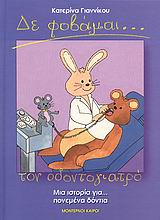 Κατερίνα Γιαννίκου
Δε φοβάμαι...
τον οδοντογιατρό
Μια ιστορία για...
πονεμένα δόντια
ΜΟΝΤΕΡΝΟΙ ΚΑΙΡΟΙ